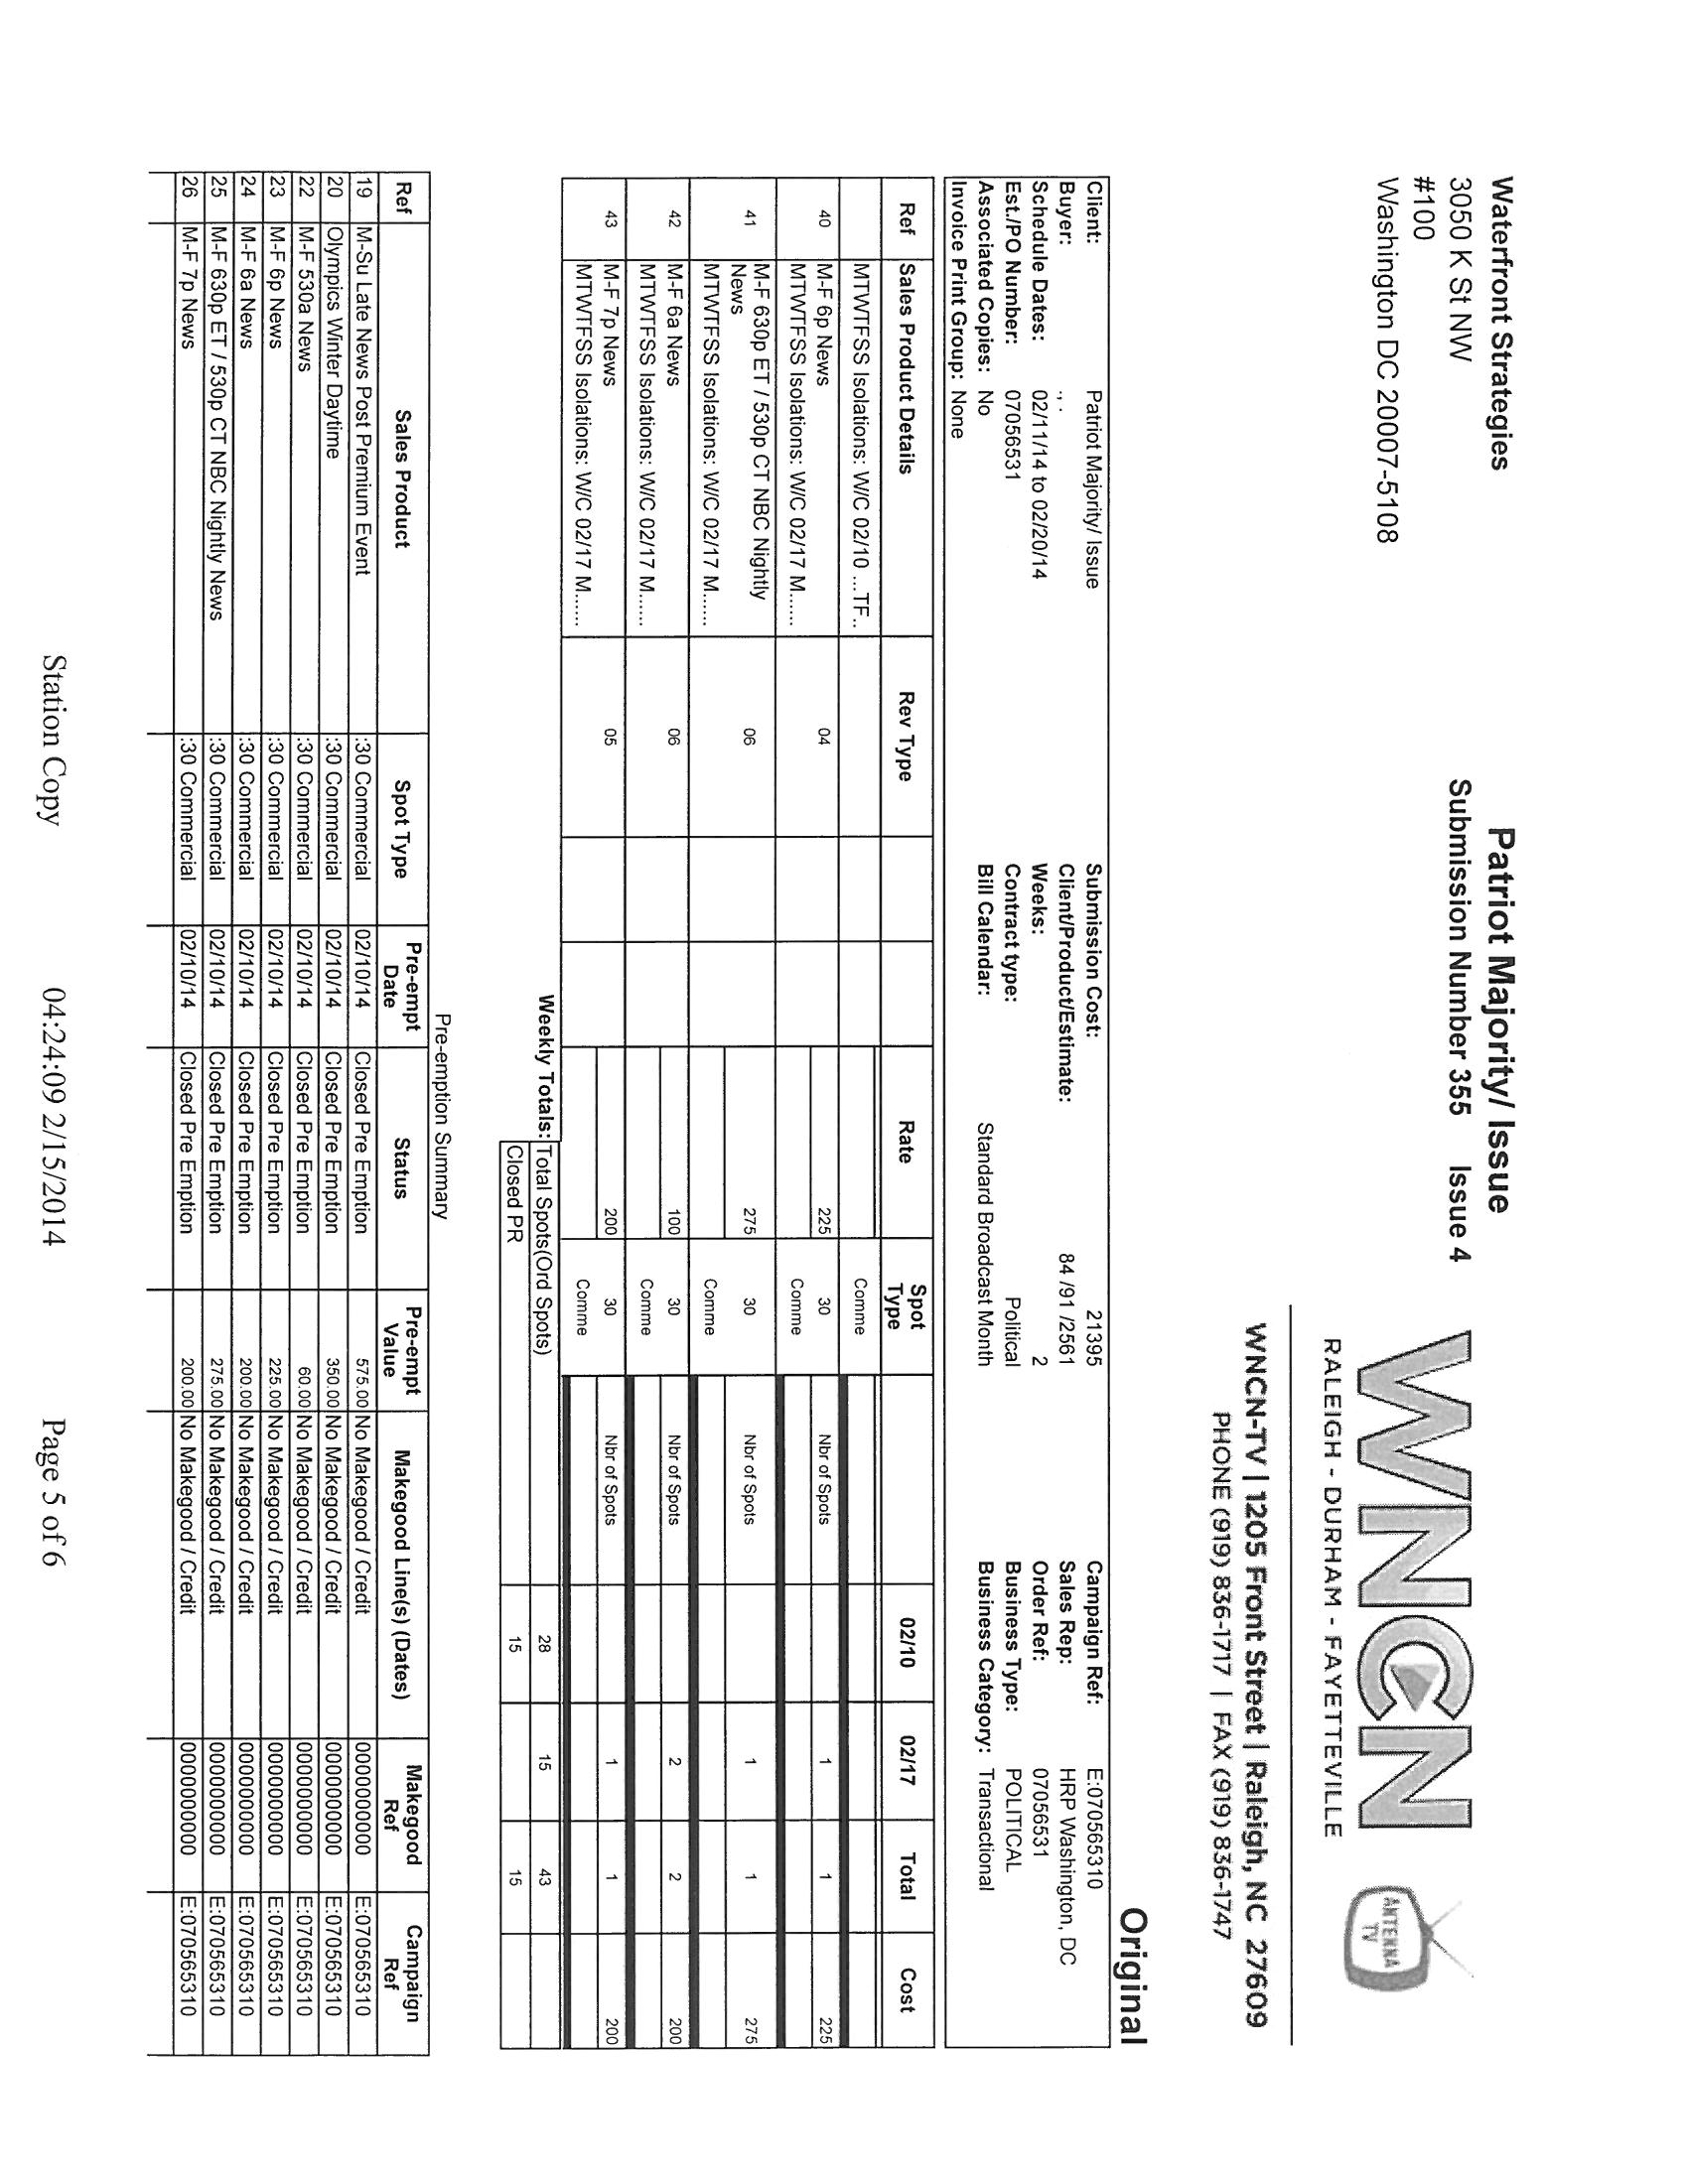 Waterfront Strategies
3050 K St NW
#100
Washington DC 20007-5108
Patriot Majority/ Issue
Submission Number 355 Issue 4
WNCN
RALEIGH - DURHAM - FAYETTEVILLE
ANTENNA TV
WNCN-TV | 1205 Front Street | Raleigh, NC 27609
PHONE (919) 836-1717 | FAX (919) 836-1747
Original
Client: Patriot Majority/ Issue Submission Cost: 21395 Campaign Ref: E:070565310
Buyer: ., . Client/Product/Estimate: 84 /91 /2561 Sales Rep: HRP Washington, DC
Schedule Dates: 02/11/14 to 02/20/14 Weeks: 2 Order Ref: 07056531
Est./PO Number: 07056531 Contract type: Political Business Type: POLITICAL
Associated Copies: No Bill Calendar: Standard Broadcast Month Business Category: Transactional
Invoice Print Group: None
Ref Sales Product Details Rev Type Rate Spot Type 02/10 02/17 Total Cost
MTWTFSS Isolations: W/C 02/10 ...TF.. Comme
40 M-F 6p News 04 225 30 Nbr of Spots 1 1 225
MTWTFSS Isolations: W/C 02/17 M...... Comme
41 M-F 630p ET / 530p CT NBC Nightly News 06 275 30 Nbr of Spots 1 1 275
MTWTFSS Isolations: W/C 02/17 M...... Comme
42 M-F 6a News 06 100 30 Nbr of Spots 2 2 200
MTWTFSS Isolations: W/C 02/17 M...... Comme
43 M-F 7p News 05 200 30 Nbr of Spots 1 1 200
MTWTFSS Isolations: W/C 02/17 M...... Comme
Weekly Totals: Total Spots(Ord Spots) 28 15 43
Closed PR 15 15
Pre-emption Summary
Ref Sales Product Spot Type Pre-empt Date Status Pre-empt Value Makegood Line(s) (Dates) Makegood Ref Campaign Ref
19 M-Su Late News Post Premium Event :30 Commercial 02/10/14 Closed Pre Emption 575.00 No Makegood / Credit 0000000000 E:070565310
20 Olympics Winter Daytime :30 Commercial 02/10/14 Closed Pre Emption 350.00 No Makegood / Credit 0000000000 E:070565310
22 M-F 530a News :30 Commercial 02/10/14 Closed Pre Emption 60.00 No Makegood / Credit 0000000000 E:070565310
23 M-F 6p News :30 Commercial 02/10/14 Closed Pre Emption 225.00 No Makegood / Credit 0000000000 E:070565310
24 M-F 6a News :30 Commercial 02/10/14 Closed Pre Emption 200.00 No Makegood / Credit 0000000000 E:070565310
25 M-F 630p ET / 530p CT NBC Nightly News :30 Commercial 02/10/14 Closed Pre Emption 275.00 No Makegood / Credit 0000000000 E:070565310
26 M-F 7p News :30 Commercial 02/10/14 Closed Pre Emption 200.00 No Makegood / Credit 0000000000 E:070565310
Station Copy 04:24:09 2/15/2014 Page 5 of 6